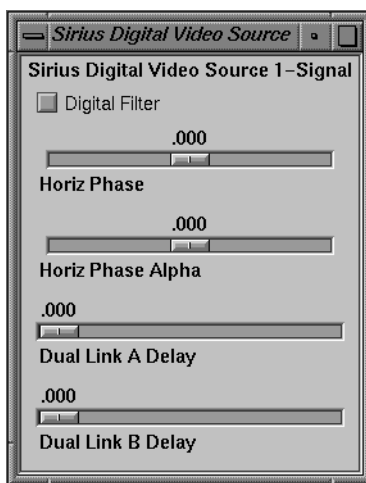 Sirius Digital Video Source
Sirius Digital Video Source 1-Signal
Digital Filter
.000
Horiz Phase
.000
Horiz Phase Alpha
.000
Dual Link A Delay
.000
Dual Link B Delay